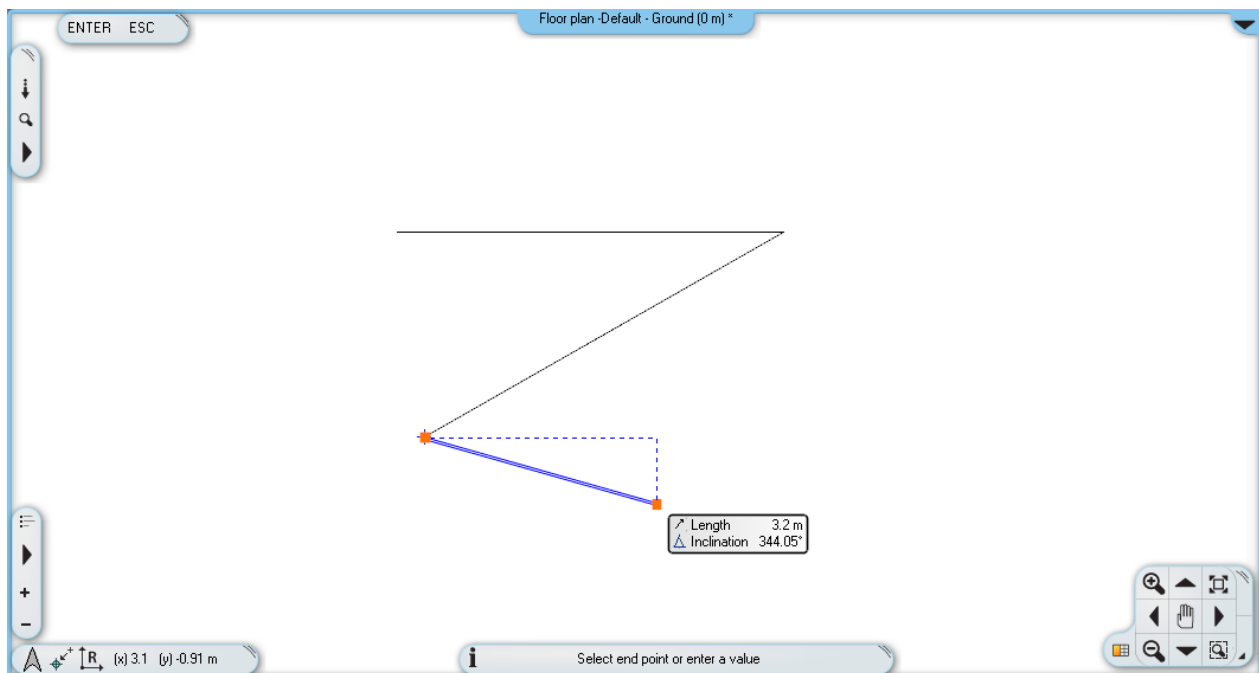 Floor plan -Default - Ground (0 m) *
ENTER ESC
Length 3.2 m
Inclination 344.05°
R (x) 3.1 (y) -0.91 m
i Select end point or enter a value